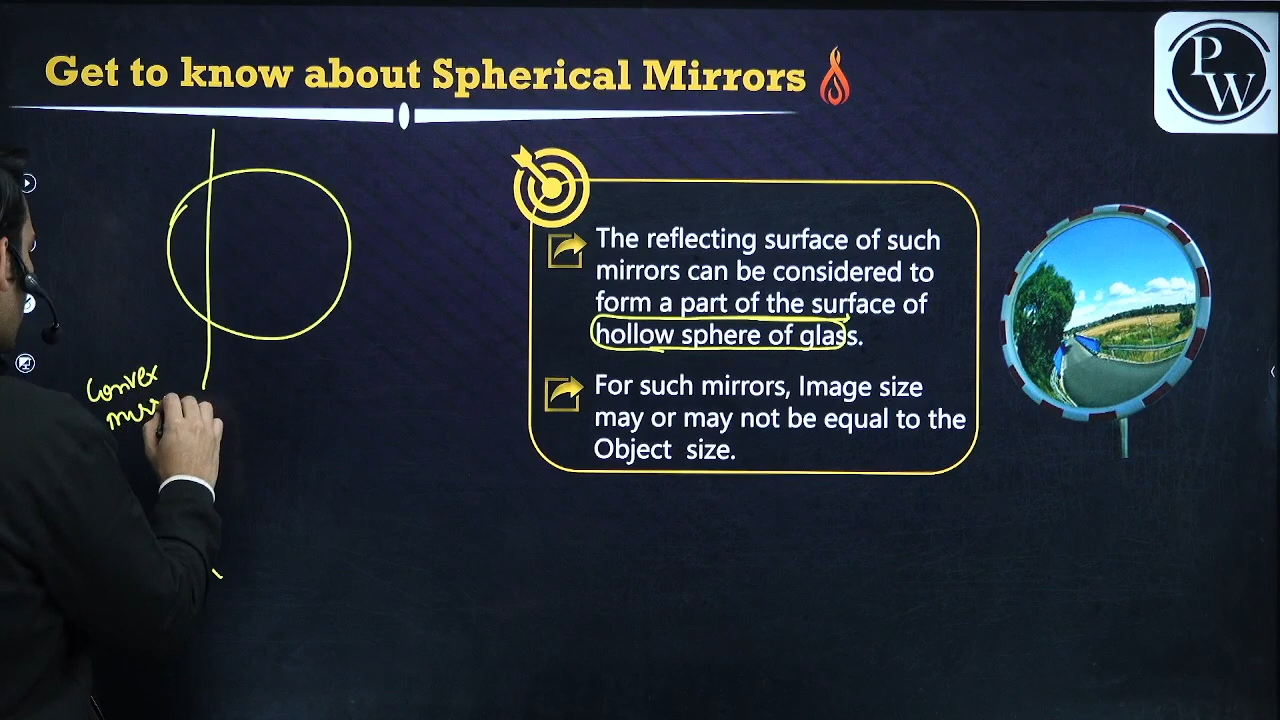 Get to know about Spherical Mirrors
PW
The reflecting surface of such
mirrors can be considered to
form a part of the surface of
hollow sphere of glass.
For such mirrors, Image size
may or may not be equal to the
Object size.
Convex